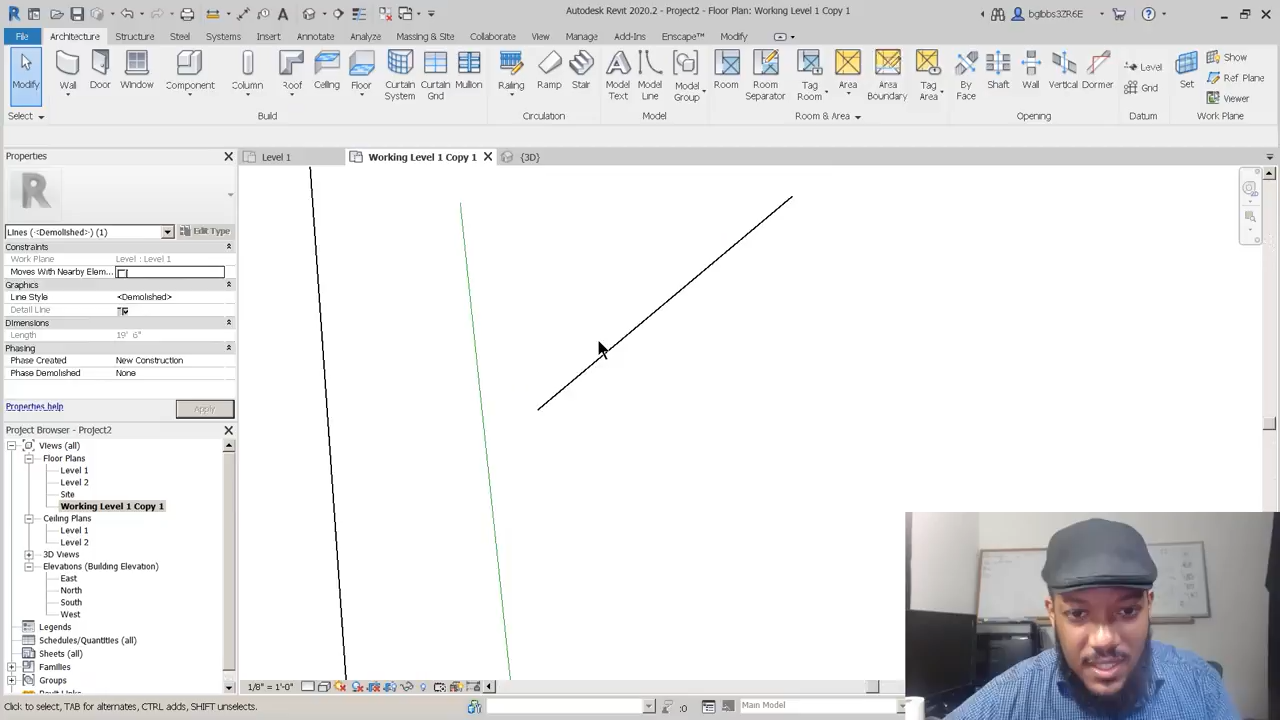 Autodesk Revit 2020.2 - Project2 - Floor Plan: Working Level 1 Copy 1
bgibbs3ZR6E
File Architecture Structure Steel Systems Insert Annotate Analyze Massing & Site Collaborate View Manage Add-Ins Enscape™ Modify
Modify Wall Door Window Component Column Roof Ceiling Floor Curtain System Curtain Grid Mullion Railing Ramp Stair Model Text Model Line Model Group Room Room Separator Tag Room Area Area Boundary Tag Area By Face Shaft Wall Vertical Dormer Level Grid Set Show Ref Plane Viewer
Select Build Circulation Model Room & Area Opening Datum Work Plane
Properties
Level 1 Working Level 1 Copy 1 {3D}
R
Lines (<Demolished>) (1) Edit Type
Constraints
Work Plane Level : Level 1
Moves With Nearby Elem...
Graphics
Line Style <Demolished>
Detail Line
Dimensions
Length 19' 6"
Phasing
Phase Created New Construction
Phase Demolished None
Properties help Apply
Project Browser - Project2
Views (all)
Floor Plans
Level 1
Level 2
Site
Working Level 1 Copy 1
Ceiling Plans
Level 1
Level 2
3D Views
Elevations (Building Elevation)
East
North
South
West
Legends
Schedules/Quantities (all)
Sheets (all)
Families
Groups
Revit Links
1/8" = 1'-0"
Click to select, TAB for alternates, CTRL adds, SHIFT unselects.
:0
Main Model